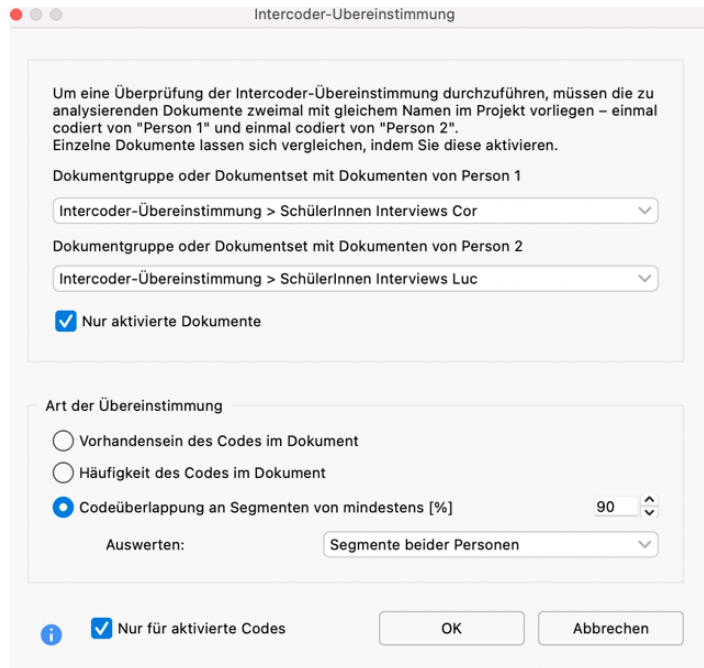 Intercoder-Übereinstimmung
Um eine Überprüfung der Intercoder-Übereinstimmung durchzuführen, müssen die zu
analysierenden Dokumente zweimal mit gleichem Namen im Projekt vorliegen – einmal
codiert von "Person 1" und einmal codiert von "Person 2".
Einzelne Dokumente lassen sich vergleichen, indem Sie diese aktivieren.
Dokumentgruppe oder Dokumentset mit Dokumenten von Person 1
Intercoder-Übereinstimmung > SchülerInnen Interviews Cor
Dokumentgruppe oder Dokumentset mit Dokumenten von Person 2
Intercoder-Übereinstimmung > SchülerInnen Interviews Luc
Nur aktivierte Dokumente
Art der Übereinstimmung
Vorhandensein des Codes im Dokument
Häufigkeit des Codes im Dokument
Codeüberlappung an Segmenten von mindestens [%] 90
Auswerten: Segmente beider Personen
Nur für aktivierte Codes OK Abbrechen